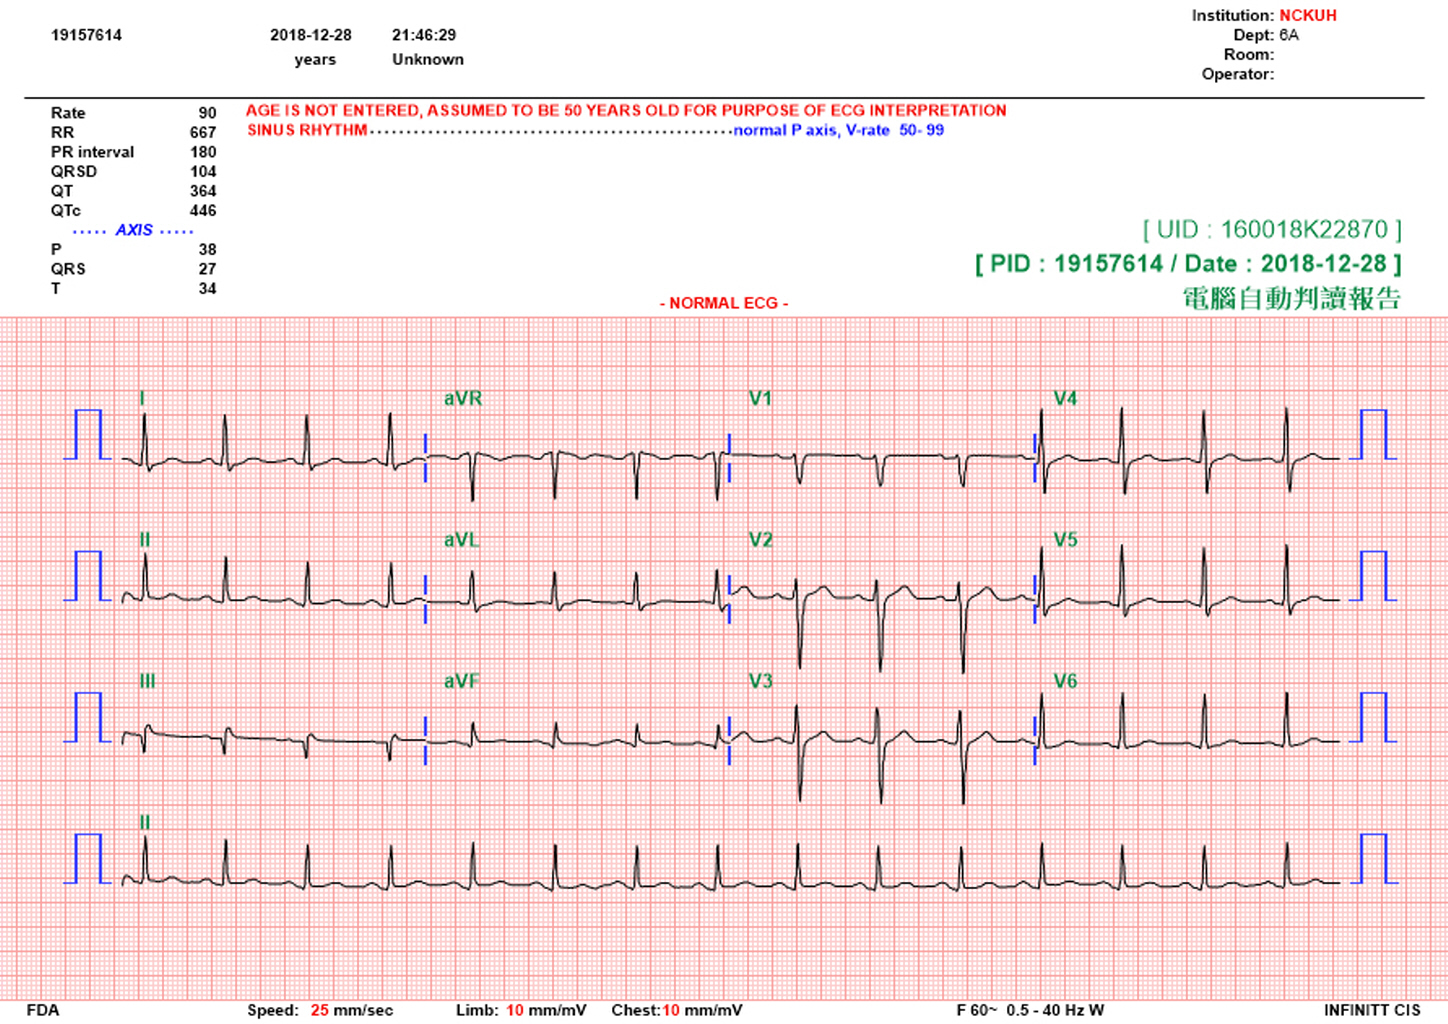 Institution: NCKUH
19157614 2018-12-28 21:46:29 Dept: 6A
Room:
years Unknown
Operator:
Rate 90 AGE IS NOT ENTERED, ASSUMED TO BE 50 YEARS OLD FOR PURPOSE OF ECG INTERPRETATION
RR 667 SINUS RHYTHM..........................................normal P axis, V-rate 50- 99
PR interval 180
QRSD 104
QT 364
QTc 446
..... AXIS .....
[ UID : 160018K22870 ]
P 38
QRS 27
[ PID : 19157614 / Date : 2018-12-28 ]
T 34
電腦自動判讀報告
- NORMAL ECG -
I aVR V1 V4
II aVL V2 V5
III aVF V3 V6
II
FDA Speed: 25 mm/sec Limb: 10 mm/mV Chest:10 mm/mV F 60~ 0.5 - 40 Hz W INFINITT CIS